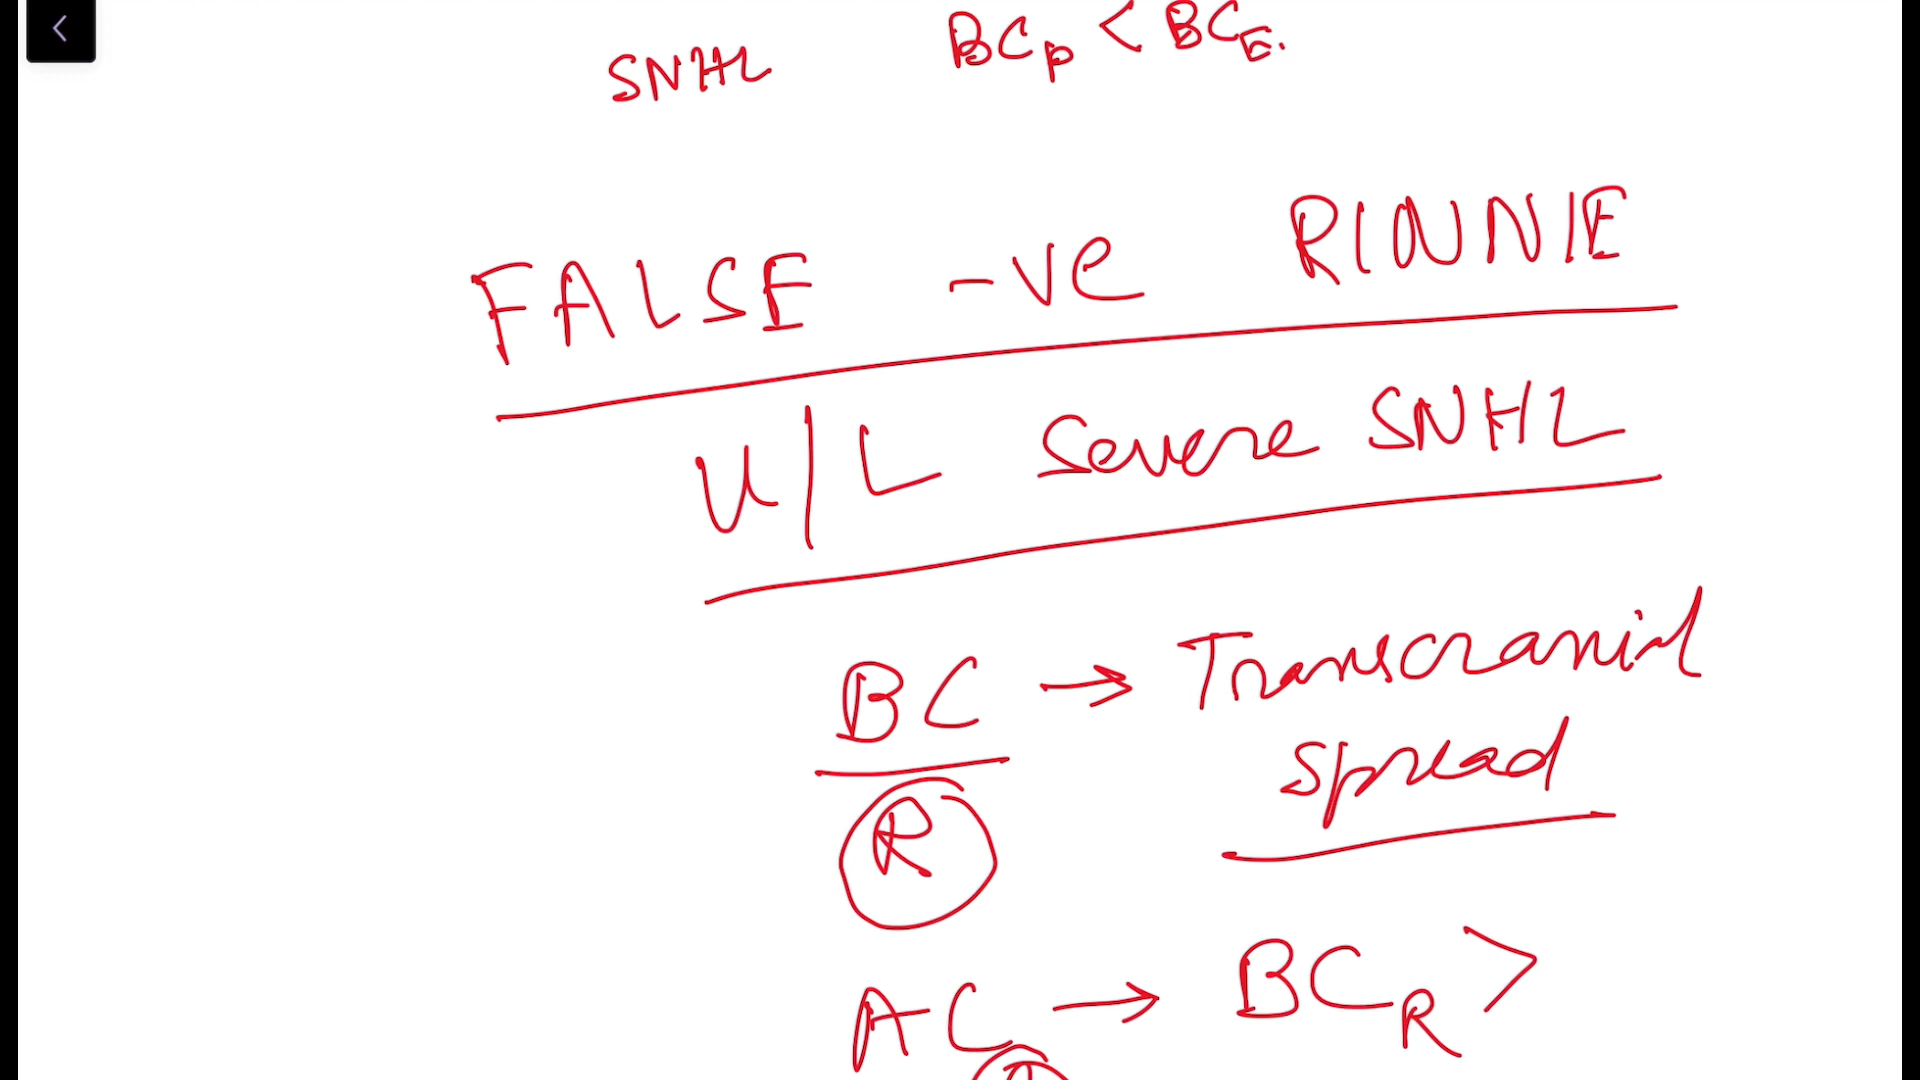 SNHL BCP < BCE.
FALSE -ve RINNIE
U/L Severe SNHL
BC → Transcranial
spread
R
AC → BCR >